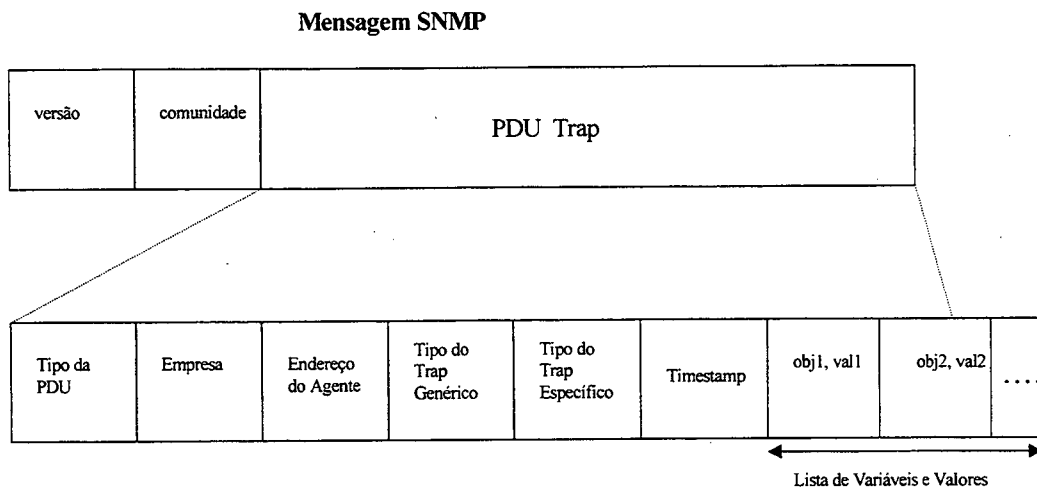 Mensagem SNMP
versão
comunidade
PDU Trap
Tipo da
PDU
Empresa
Endereço
do Agente
Tipo do
Trap
Genérico
Tipo do
Trap
Específico
Timestamp
obj1, val1
obj2, val2
....
Lista de Variáveis e Valores